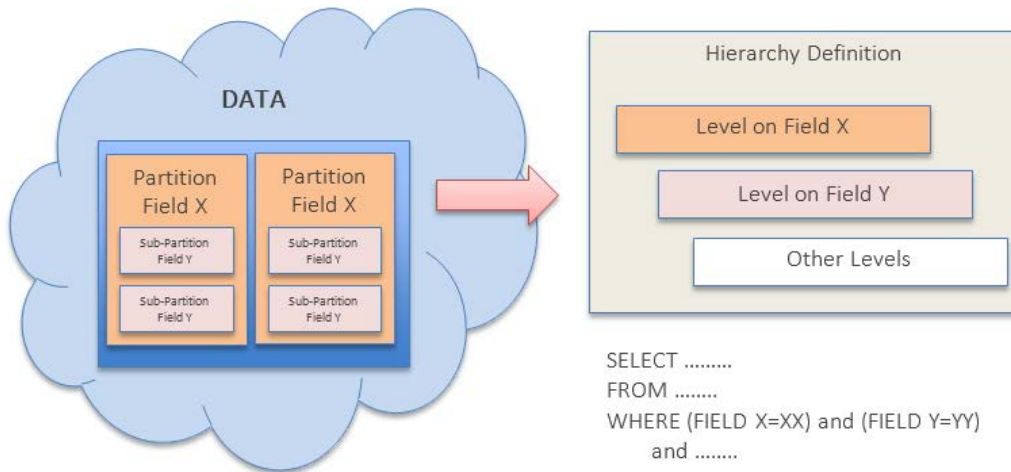 DATA
Partition
Field X
Sub-Partition
Field Y
Sub-Partition
Field Y
Partition
Field X
Sub-Partition
Field Y
Sub-Partition
Field Y
Hierarchy Definition
Level on Field X
Level on Field Y
Other Levels
SELECT .........
FROM ........
WHERE (FIELD X=XX) and (FIELD Y=YY)
and ........